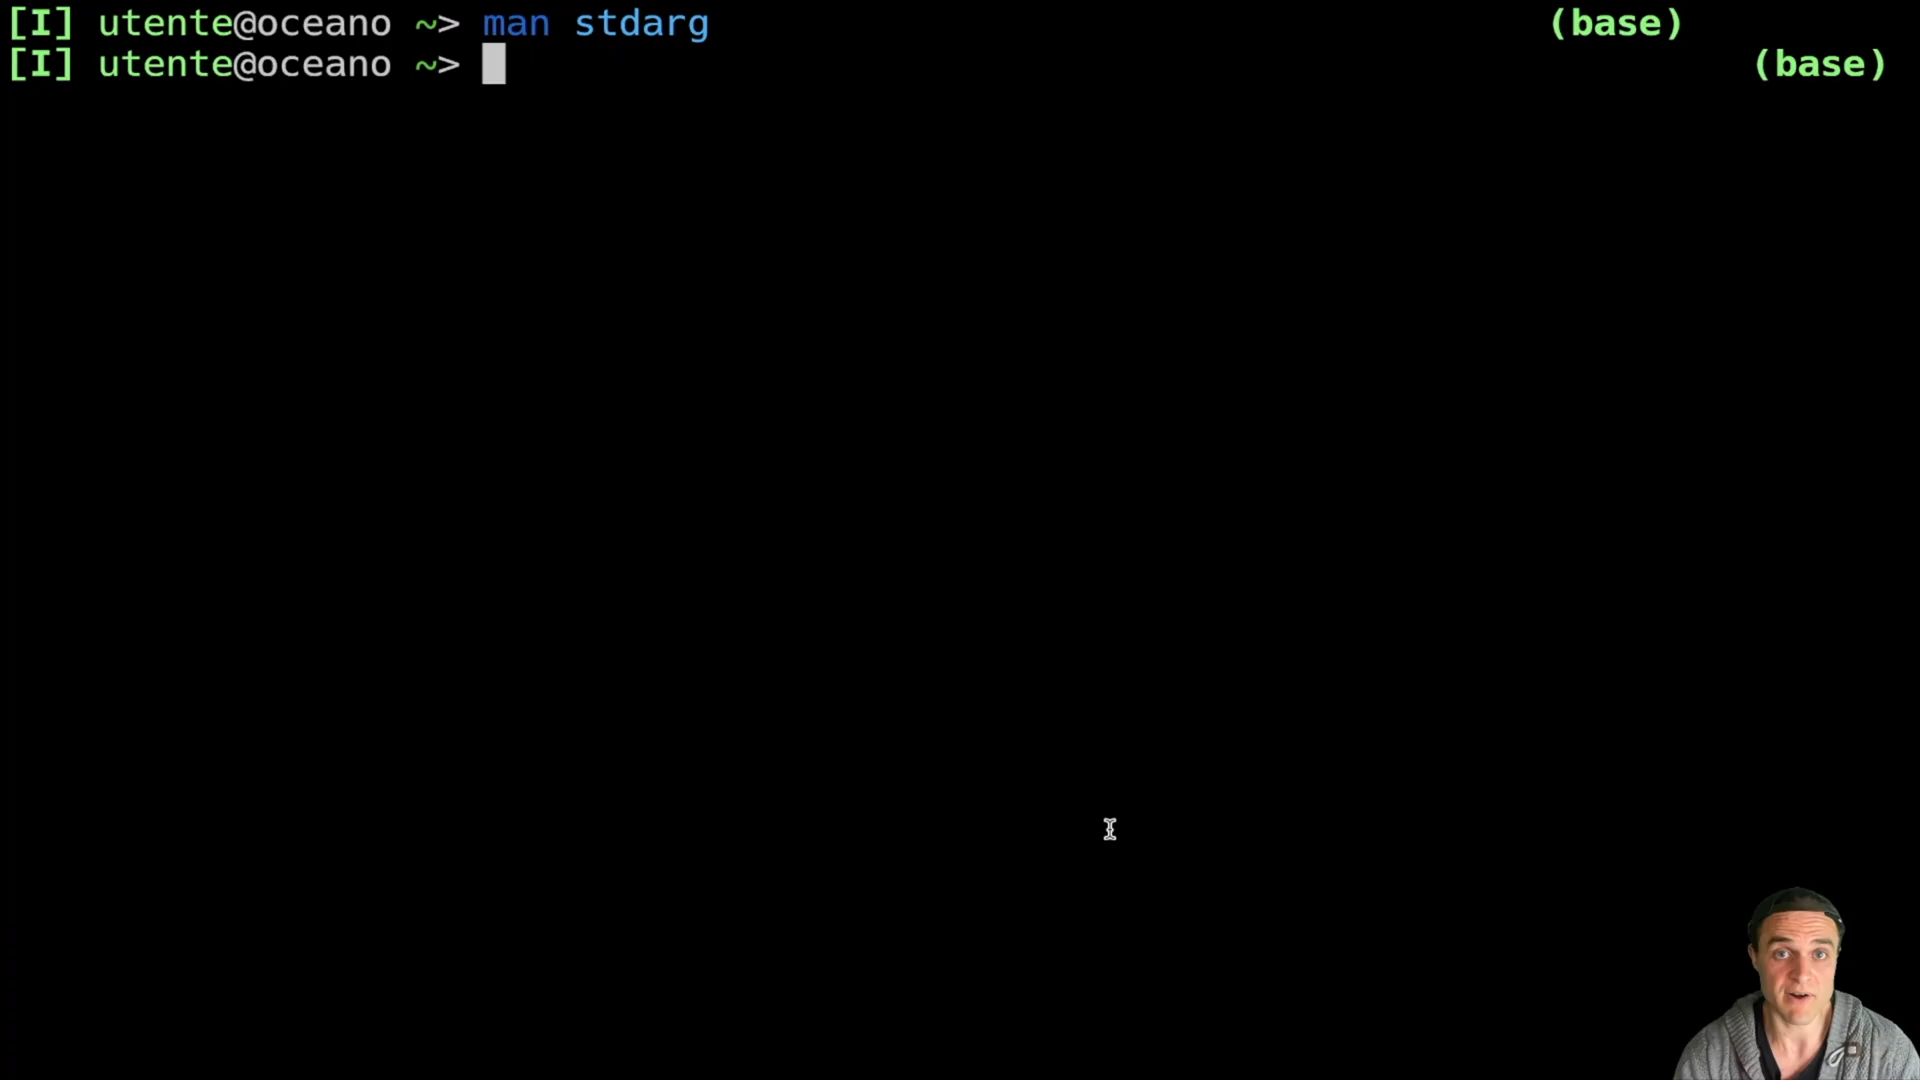 [I] utente@oceano ~> man stdarg (base)
[I] utente@oceano ~> (base)